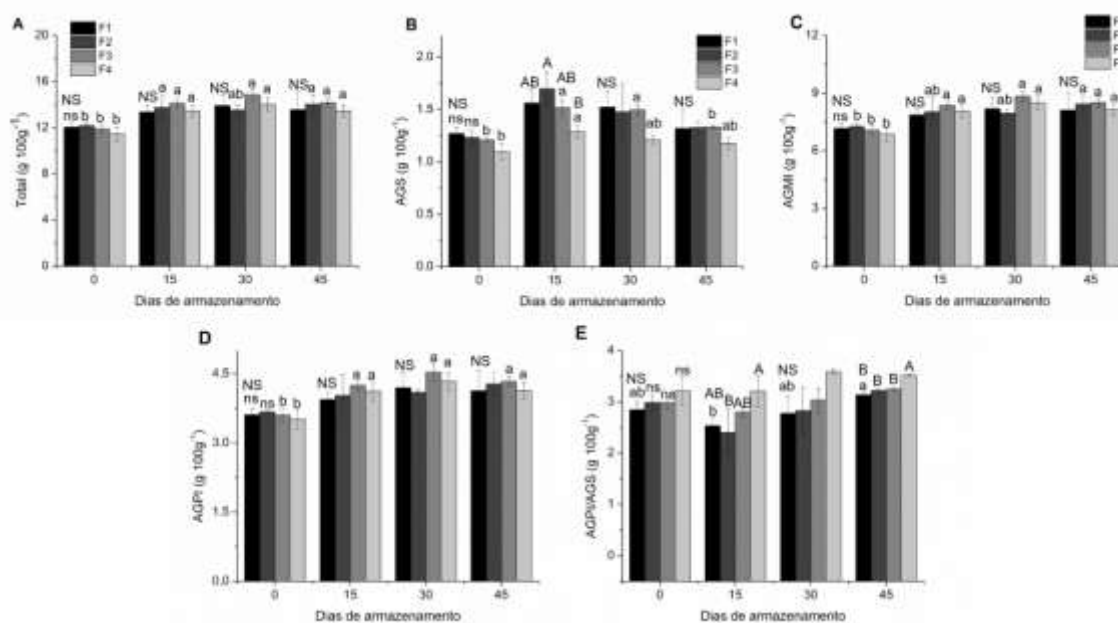 A
F1
F2
F3
F4
Total (g 100g⁻¹)
20
16
12
8
4
0
NS
b b b
NS a a a
NS ab a a
NS a a a
0 15 30 45
Dias de armazenamento
B
F1
F2
F3
F4
AGS (g 100g⁻¹)
2.0
1.5
1.0
0.5
0.0
NS
ns ns b b
AB A AB B
a a
NS a ab
NS b ab
0 15 30 45
Dias de armazenamento
C
AGMI (g 100g⁻¹)
12
9
6
3
0
NS
ns b b b
NS ab a a
NS ab a a
NS a a a
0 15 30 45
Dias de armazenamento
D
AGPI (g 100g⁻¹)
4.5
3.0
1.5
0.0
NS
ns ns b b
NS a a
NS a a
NS a a
0 15 30 45
Dias de armazenamento
E
AGPI/AGS (g 100g⁻¹)
4
3
2
1
0
NS ns ns ns
ab
AB B AB A
b
NS
ab
B B B A
a
0 15 30 45
Dias de armazenamento